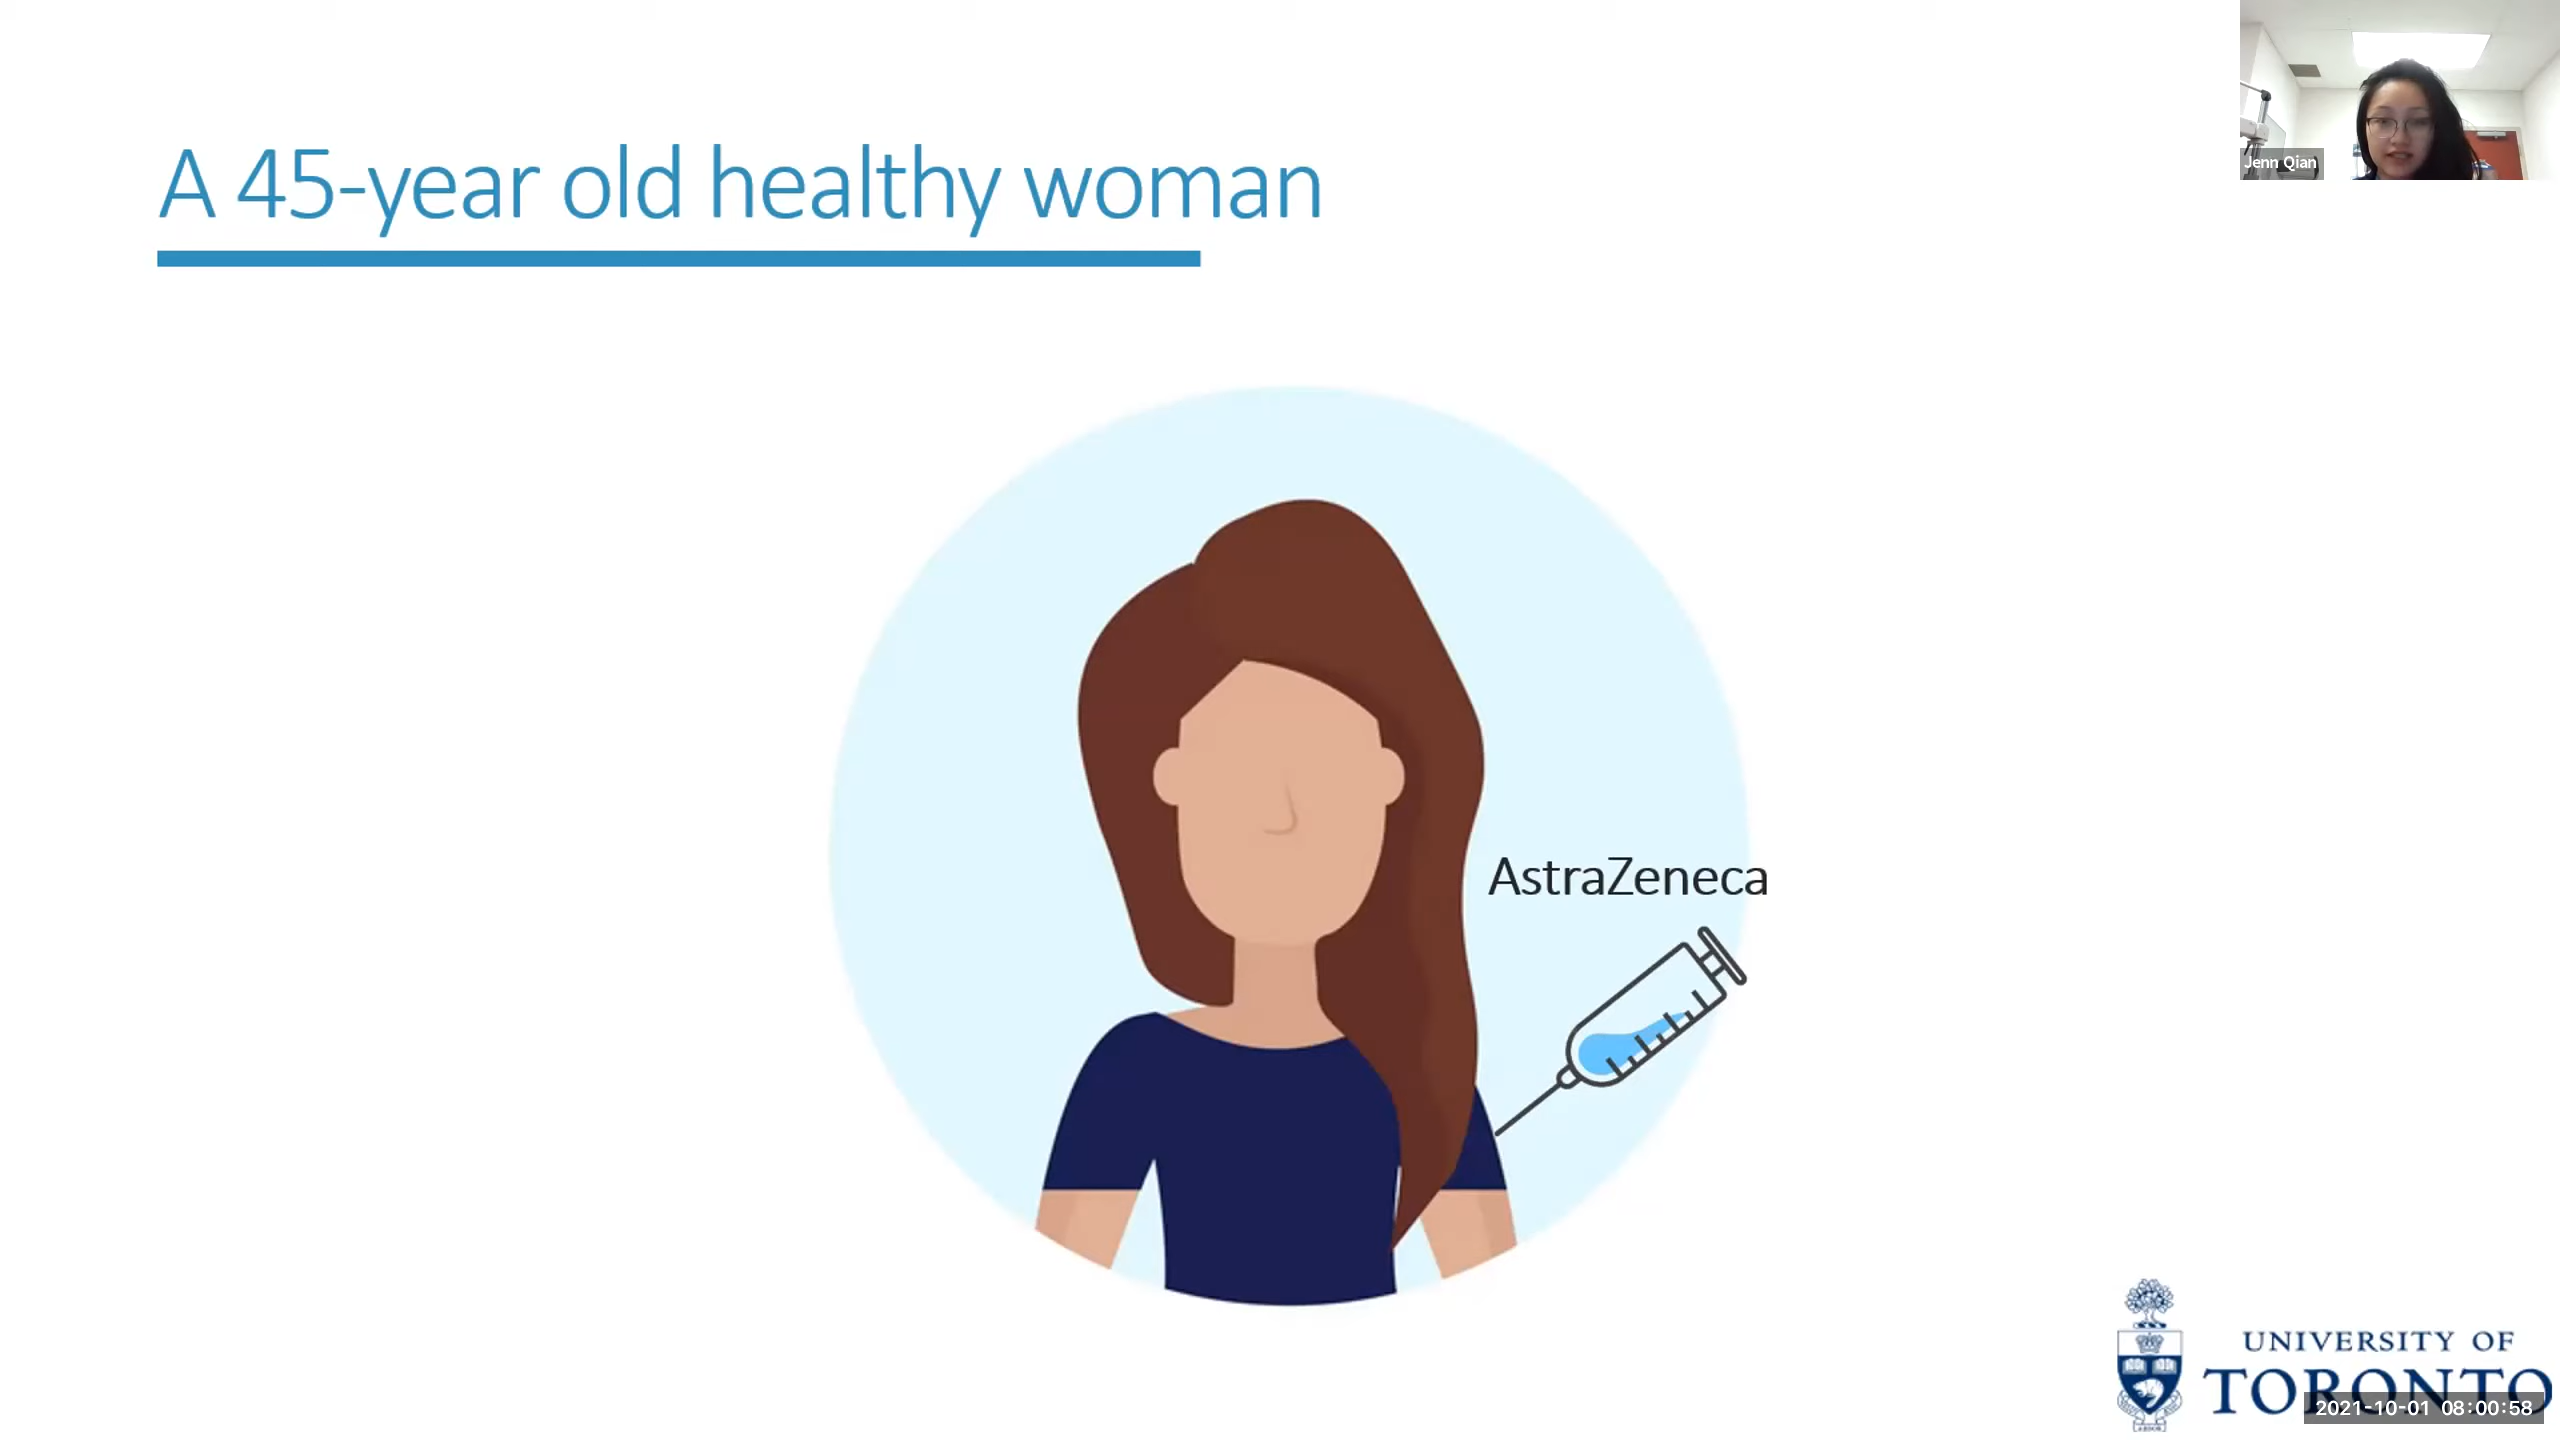 Jenn Qian
A 45-year old healthy woman
AstraZeneca
UNIVERSITY OF
TORONTO
2021-10-01 08:00:58